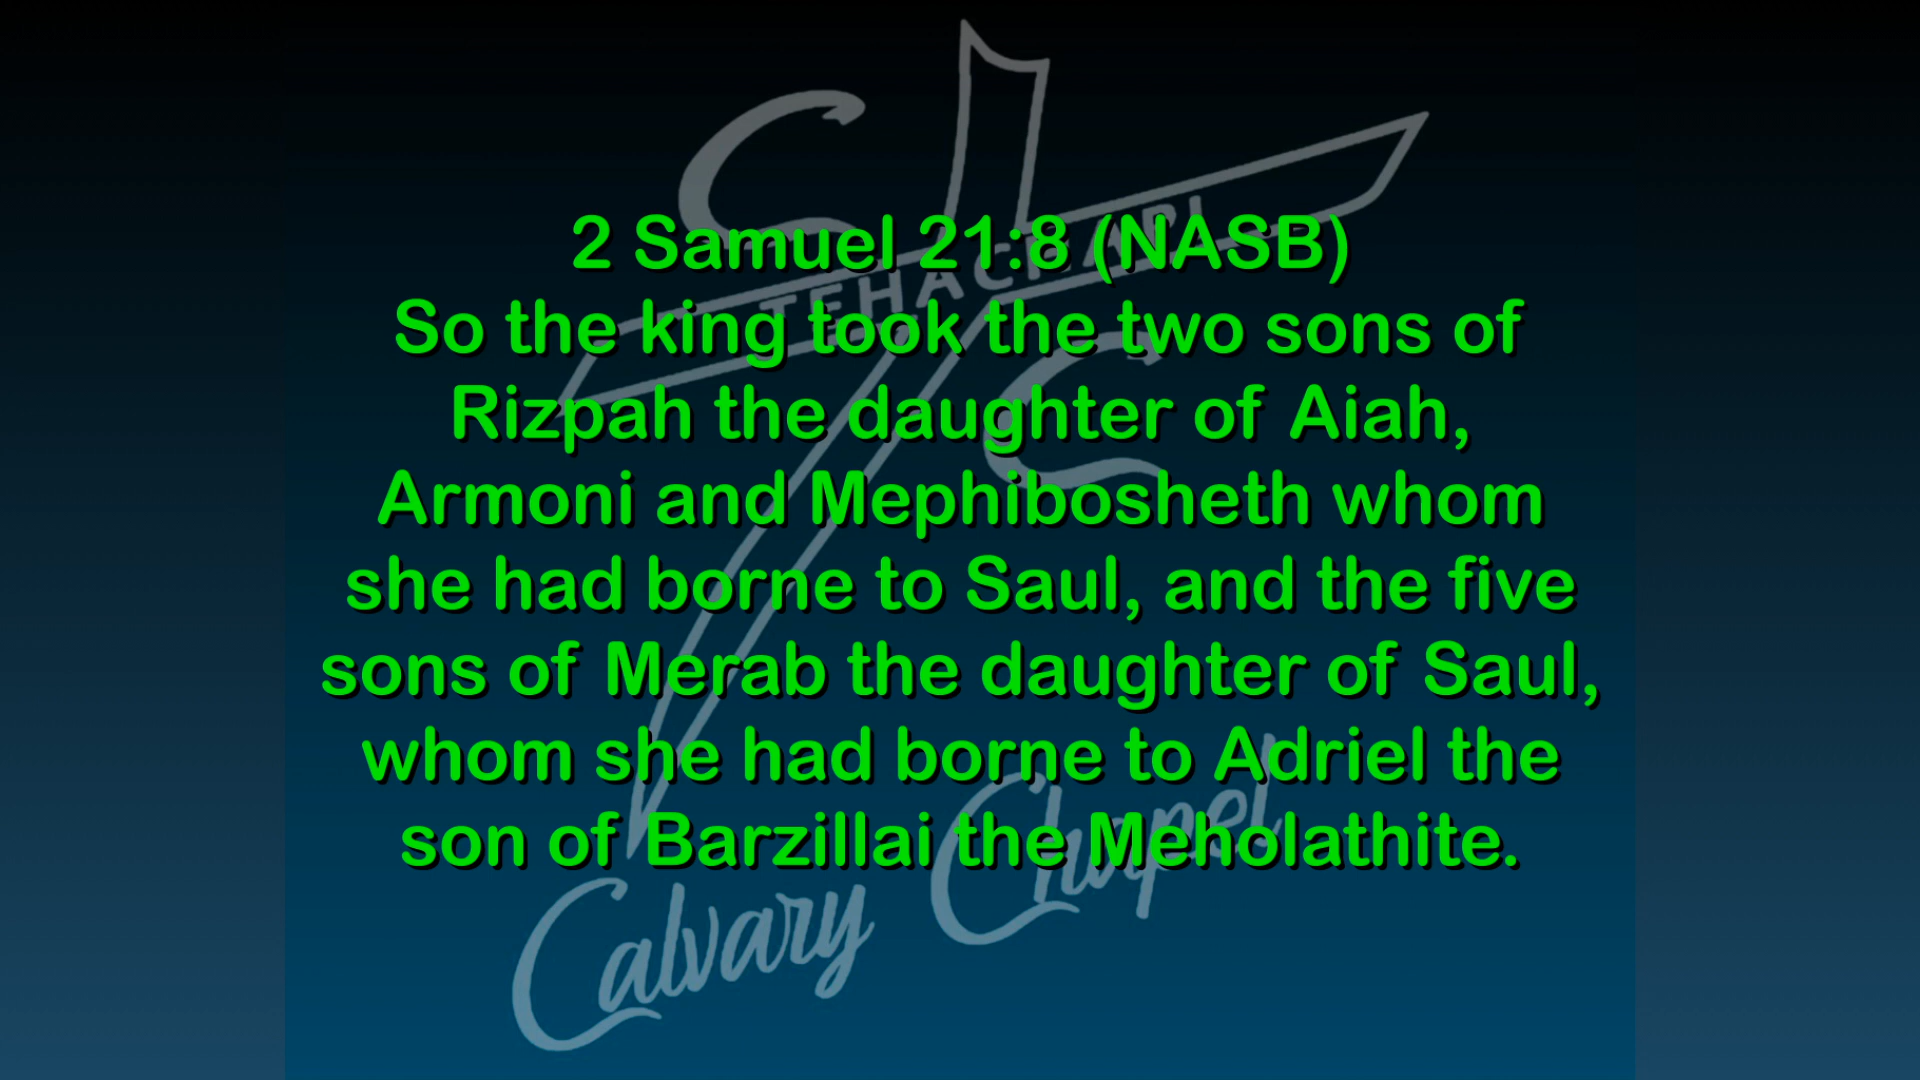 2 Samuel 21:8 (NASB)
So the king took the two sons of
Rizpah the daughter of Aiah,
Armoni and Mephibosheth whom
she had borne to Saul, and the five
sons of Merab the daughter of Saul,
whom she had borne to Adriel the
son of Barzillai the Meholathite.
TEHACHAPI
Calvary Chapel